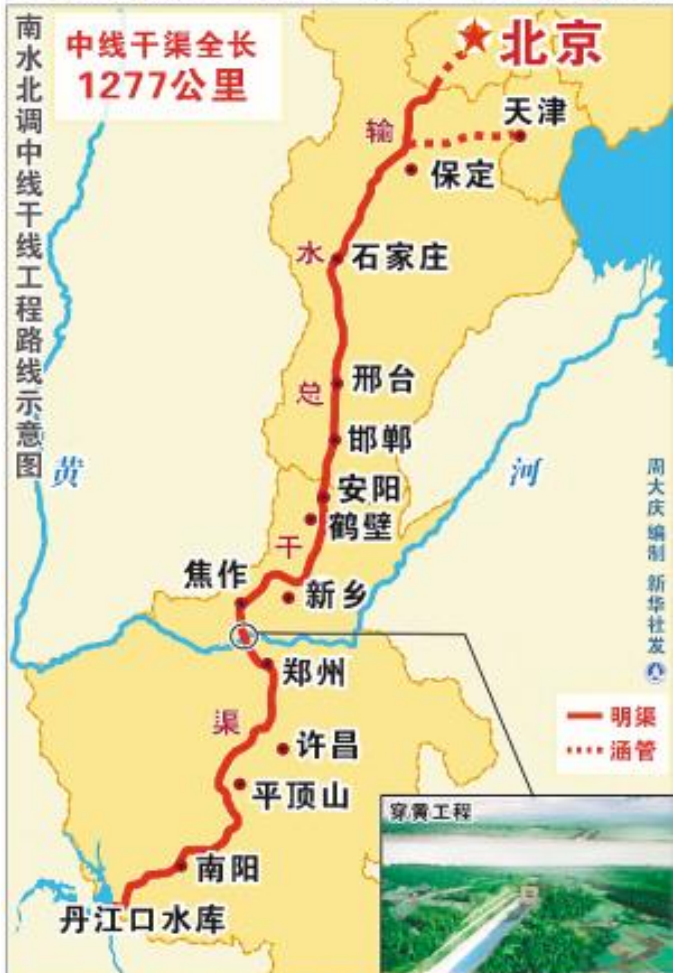 南水北调中线干线工程路线示意图
中线干渠全长
1277公里
北京
天津
输
保定
水
石家庄
总
邢台
邯郸
黄
河
安阳
鹤壁
干
焦作
新乡
郑州
渠
许昌
平顶山
南阳
丹江口水库
周大庆 编制 新华社发
明渠
涵管
穿黄工程